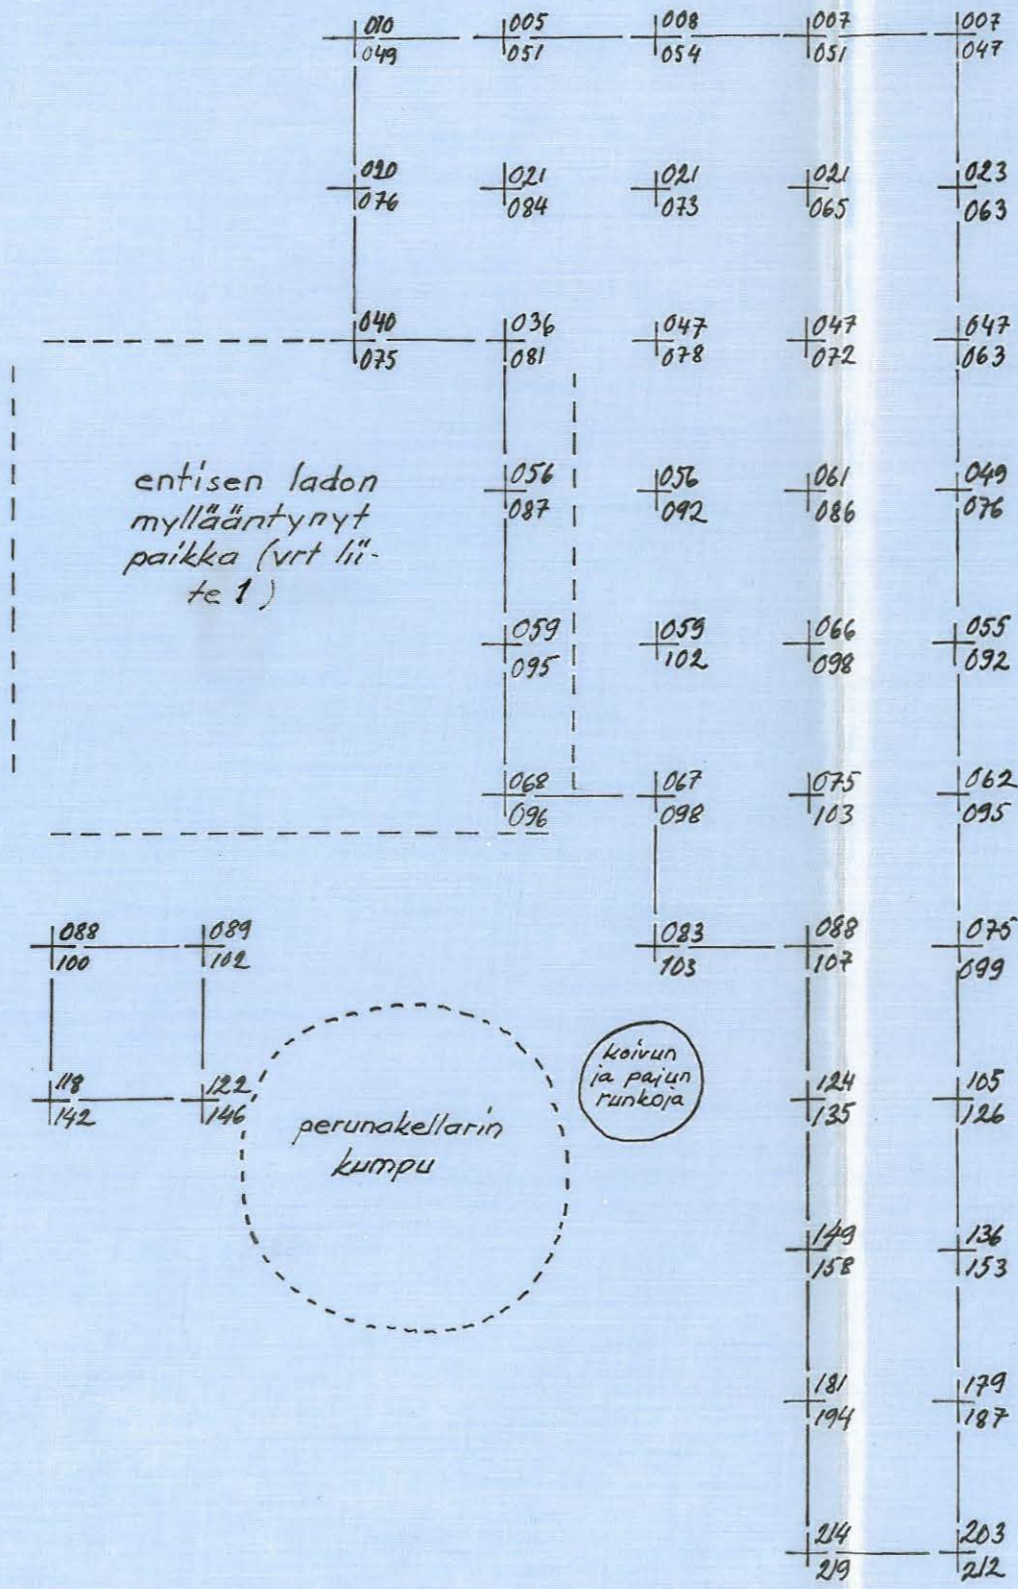 010 005 008 007 007
049 051 054 051 047
020 021 021 021 023
076 084 073 065 063
040 036 047 047 047
075 081 078 072 063
entisen ladon
myllääntynyt
paikka (vrt lii-
te 1)
056 056 061 049
087 092 086 076
059 059 066 055
095 102 098 092
068 067 075 062
096 098 103 095
088 089 083 088 075
100 102 103 107 099
koivun
ja pajun
runkoja
118 122 124 105
142 146 135 126
perunakellarin
kumpu
149 136
158 153
181 179
194 187
214 203
219 212